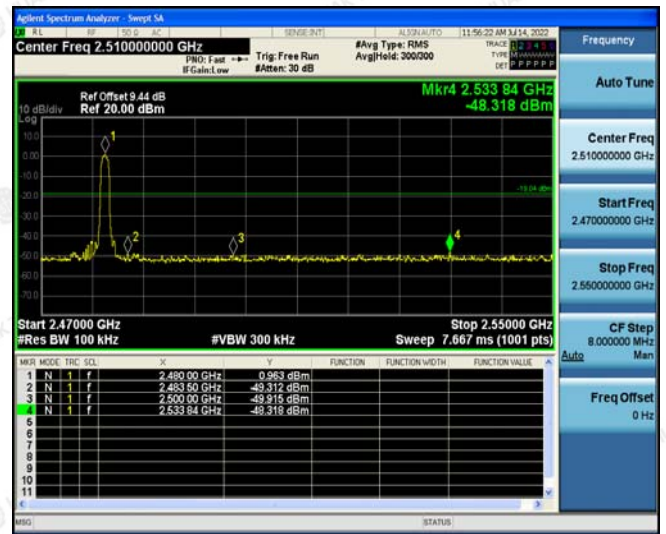 Agilent Spectrum Analyzer - Swept SA
RL RF 50 Ω AC SENSE:INT ALIGNAUTO 11:56:22 AM Jul 14, 2022
Center Freq 2.510000000 GHz
PNO: Fast
IFGain:Low
Trig: Free Run
#Atten: 30 dB
#Avg Type: RMS
Avg|Hold: 300/300
TRACE 1 2 3 4 5 6
TYPE
DET P P P P P P
Mkr4 2.533 84 GHz
-48.318 dBm
Ref Offset 9.44 dB
Ref 20.00 dBm
10 dB/div
Log
10.0
0.00
-10.0
-20.0
-30.0
-40.0
-50.0
-60.0
-70.0
1
2
3
4
-19.04 dBm
Start 2.47000 GHz
Stop 2.55000 GHz
#Res BW 100 kHz
#VBW 300 kHz
Sweep 7.667 ms (1001 pts)
MKR MODE TRC SCL X Y FUNCTION FUNCTION WIDTH FUNCTION VALUE
1 N 1 f 2.480 00 GHz 0.963 dBm
2 N 1 f 2.483 50 GHz -49.312 dBm
3 N 1 f 2.500 00 GHz -49.915 dBm
4 N 1 f 2.533 84 GHz -48.318 dBm
5
6
7
8
9
10
11
MSG
STATUS
Frequency
Auto Tune
Center Freq
2.510000000 GHz
Start Freq
2.470000000 GHz
Stop Freq
2.550000000 GHz
CF Step
8.000000 MHz
Auto Man
Freq Offset
0 Hz